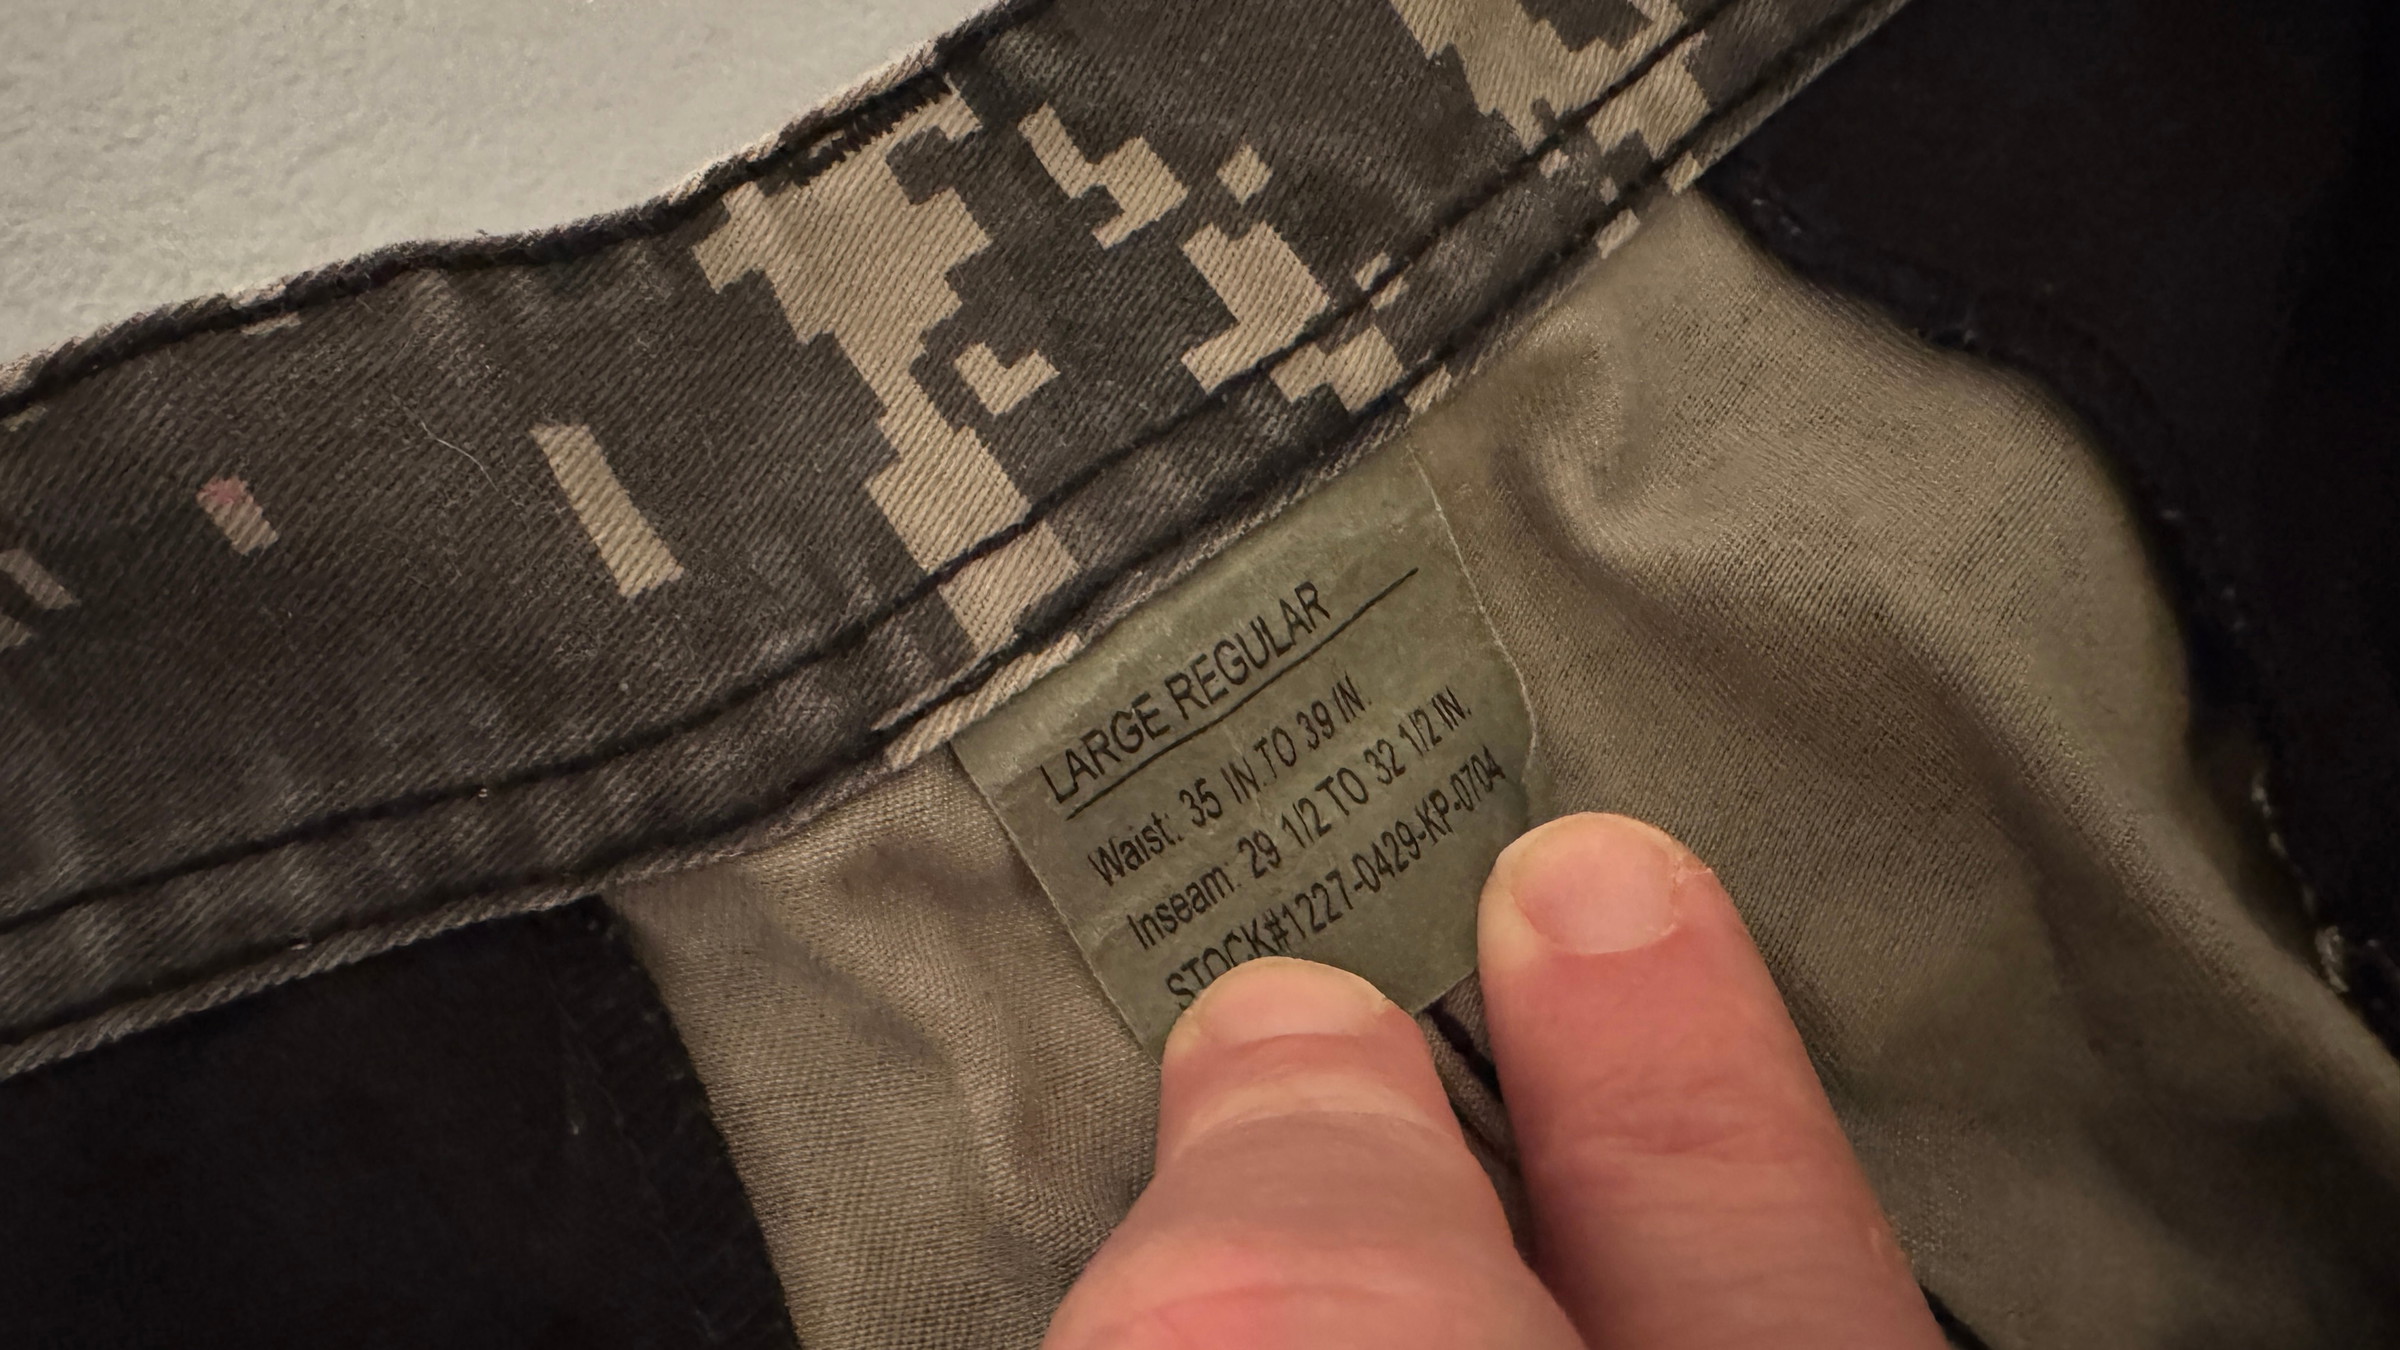 LARGE REGULAR
Waist: 35 IN. TO 39 IN.
Inseam: 29 1/2 TO 32 1/2 IN.
STOCK#1227-0429-KP-0704